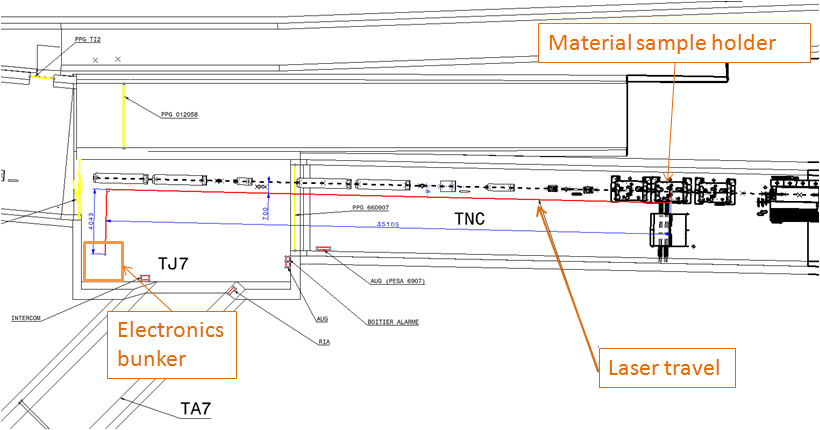 Material sample holder
PPG TI2
PPG 012058
PPG 660907
TNC
4043
700
35105
TJ7
AUG (PESA 6907)
INTERCOM
AUG
BOITIER ALARME
RIA
Electronics
bunker
Laser travel
TA7